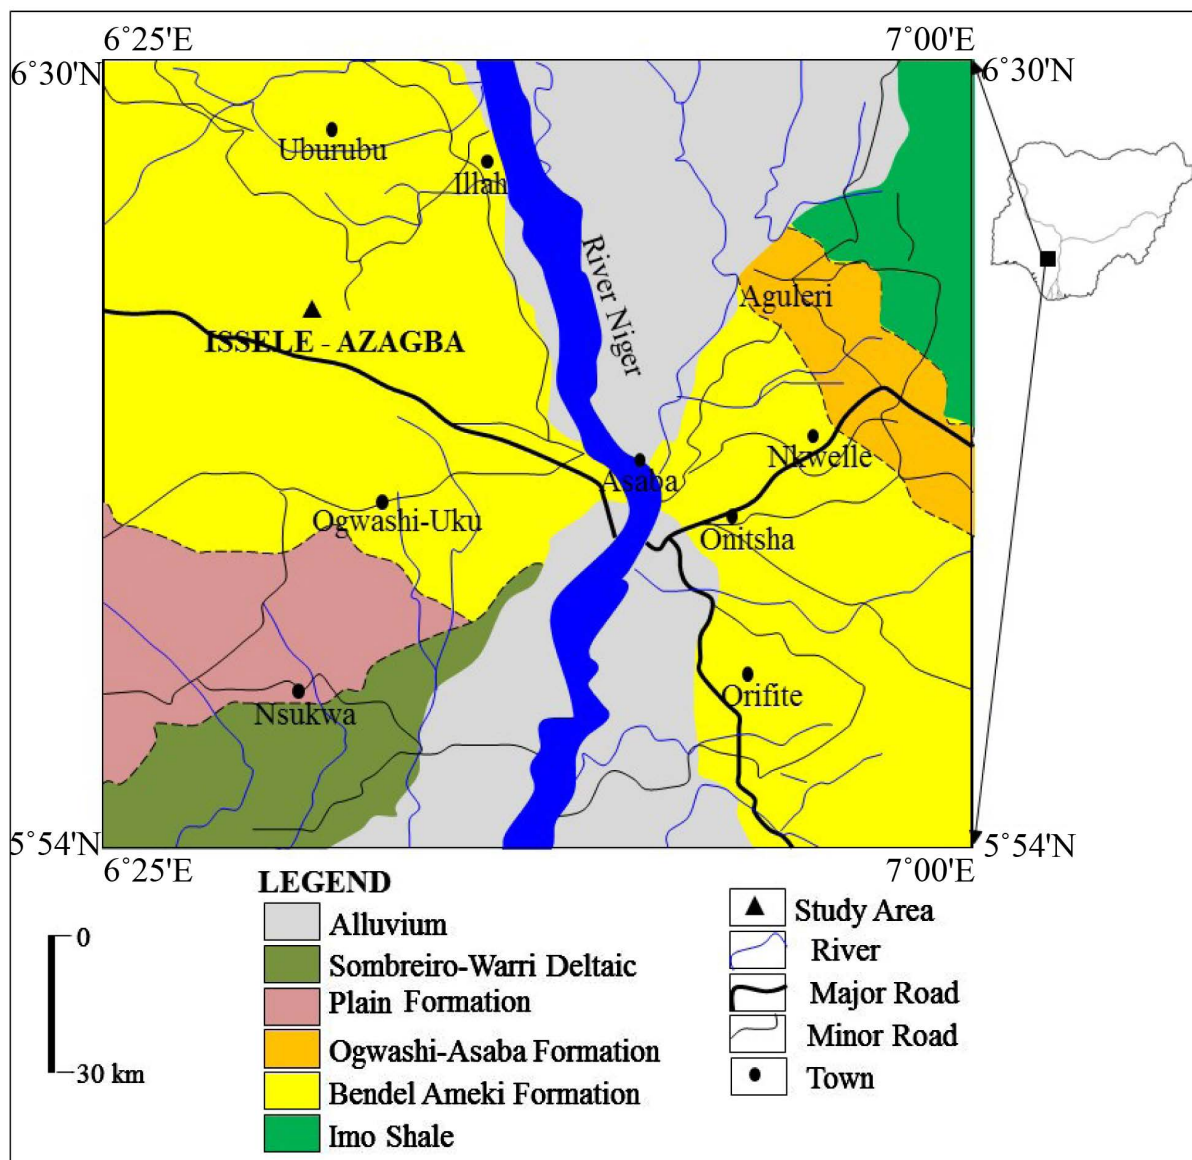 6˚25'E
7˚00'E
6˚30'N
6˚30'N
Uburubu
Illah
River Niger
Aguleri
ISSELE - AZAGBA
Nkwelle
Asaba
Ogwashi-Uku
Onitsha
Orifite
Nsukwa
5˚54'N
5˚54'N
6˚25'E
7˚00'E
LEGEND
Alluvium
Sombreiro-Warri Deltaic
Plain Formation
Ogwashi-Asaba Formation
Bendel Ameki Formation
Imo Shale
Study Area
River
Major Road
Minor Road
Town
0
30 km